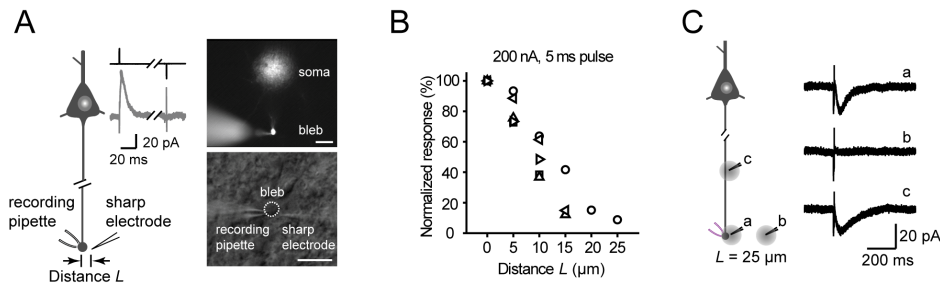 A
20 pA
20 ms
recording
pipette
sharp
electrode
Distance L
soma
bleb
bleb
recording
pipette
sharp
electrode
B
200 nA, 5 ms pulse
Normalized response (%)
100
80
60
40
20
0
0 5 10 15 20 25
Distance L (µm)
C
c
a
b
L = 25 µm
a
b
c
20 pA
200 ms